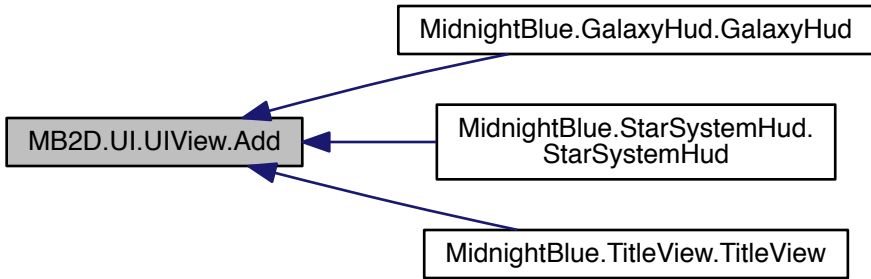 MidnightBlue.GalaxyHud.GalaxyHud
MB2D.UI.UIView.Add
MidnightBlue.StarSystemHud.
StarSystemHud
MidnightBlue.TitleView.TitleView